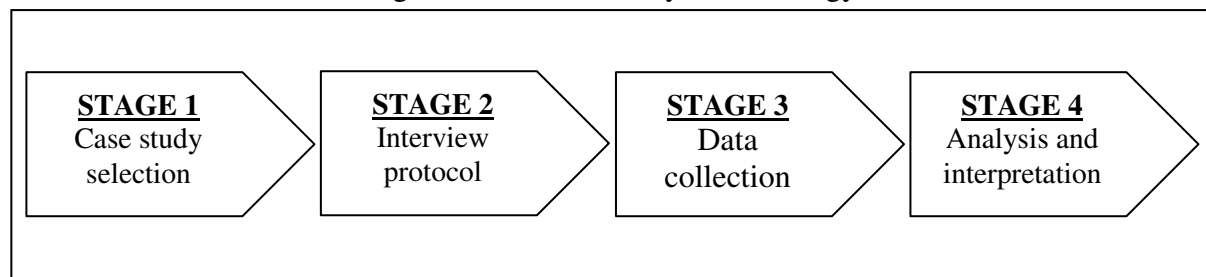 STAGE 1
Case study
selection
STAGE 2
Interview
protocol
STAGE 3
Data
collection
STAGE 4
Analysis and
interpretation